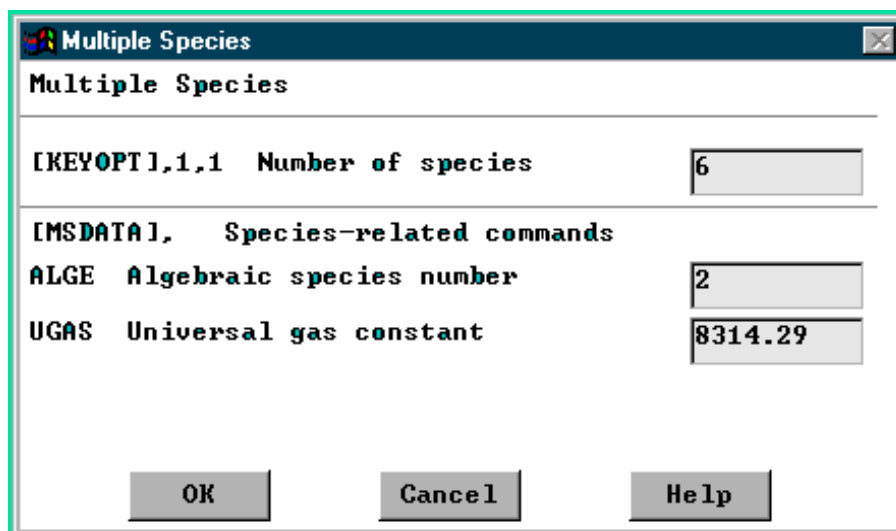 Multiple Species
Multiple Species
[KEYOPT],1,1 Number of species 6
[MSDATA], Species-related commands
ALGE Algebraic species number 2
UGAS Universal gas constant 8314.29
OK Cancel Help